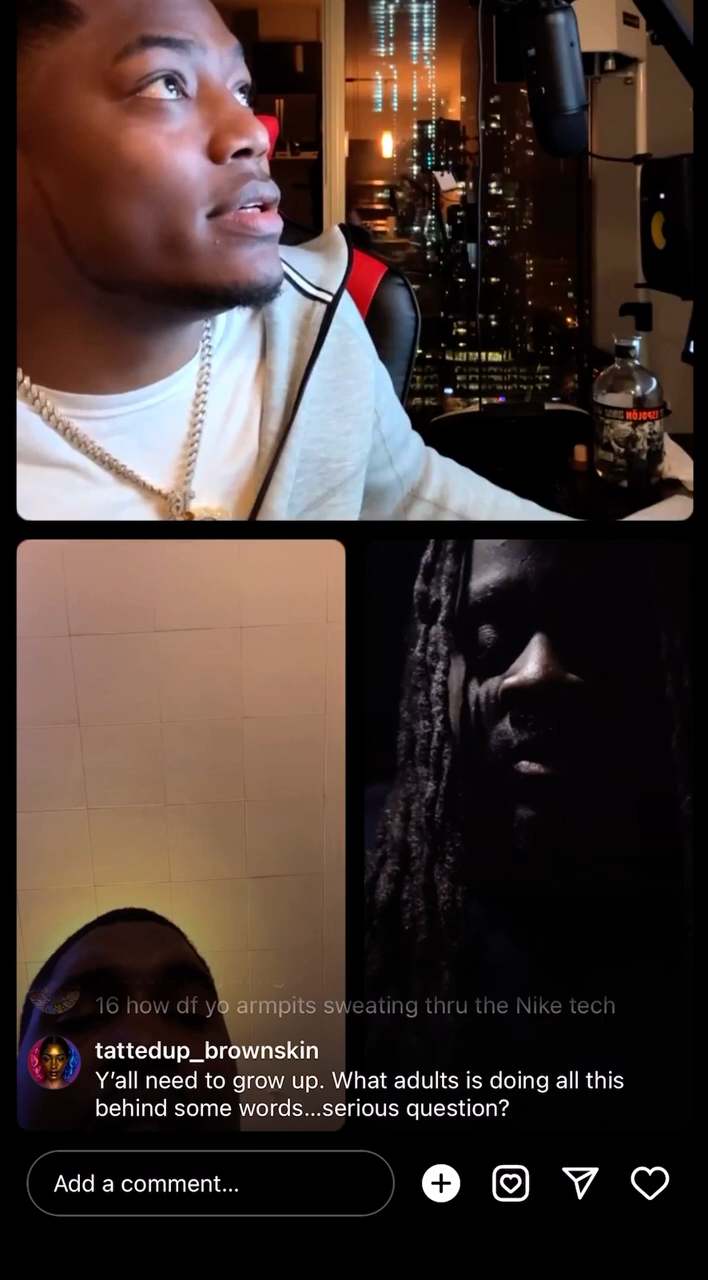 ESPOLÒN
16 how df yo armpits sweating thru the Nike tech
tattedup_brownskin
Y’all need to grow up. What adults is doing all this
behind some words...serious question?
Add a comment...